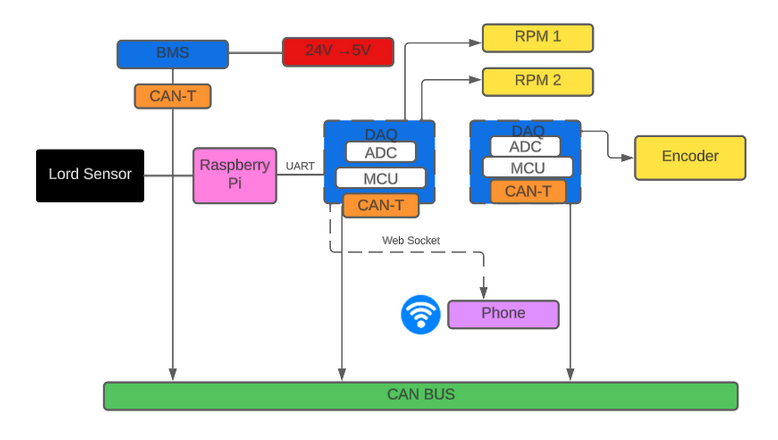 RPM 1
BMS
24V →5V
RPM 2
CAN-T
DAQ
ADC
MCU
CAN-T
DAQ
ADC
MCU
CAN-T
Encoder
Lord Sensor
Raspberry
Pi
UART
Web Socket
Phone
CAN BUS